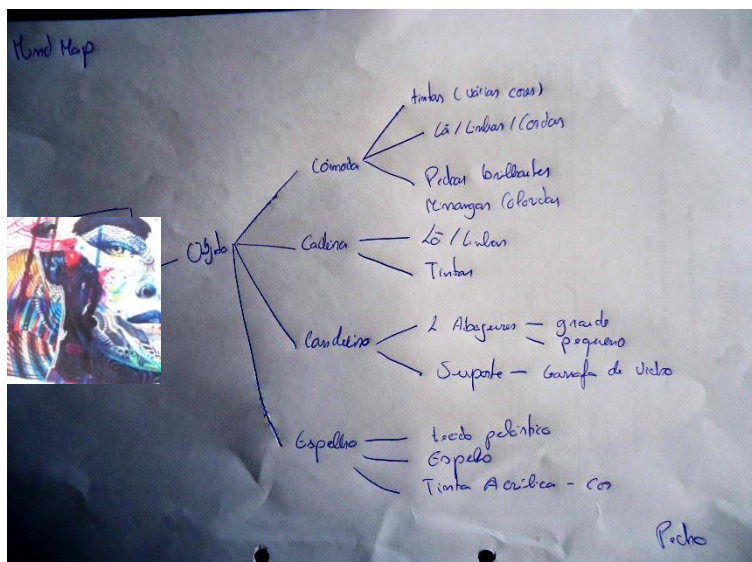 Mind Map
tintas (várias cores)
Lã / Linhas / Cordas
Cómoda
Pedras brilhantes
Missangas Coloridas
Objeto
Cadeira
Lã / Linhas
Tintas
Candeeiro
2 Abajures — grande
pequeno
Suporte — Garrafa de Vidro
Espelho
tecido
Espelho
Tinta Acrílica — Cor